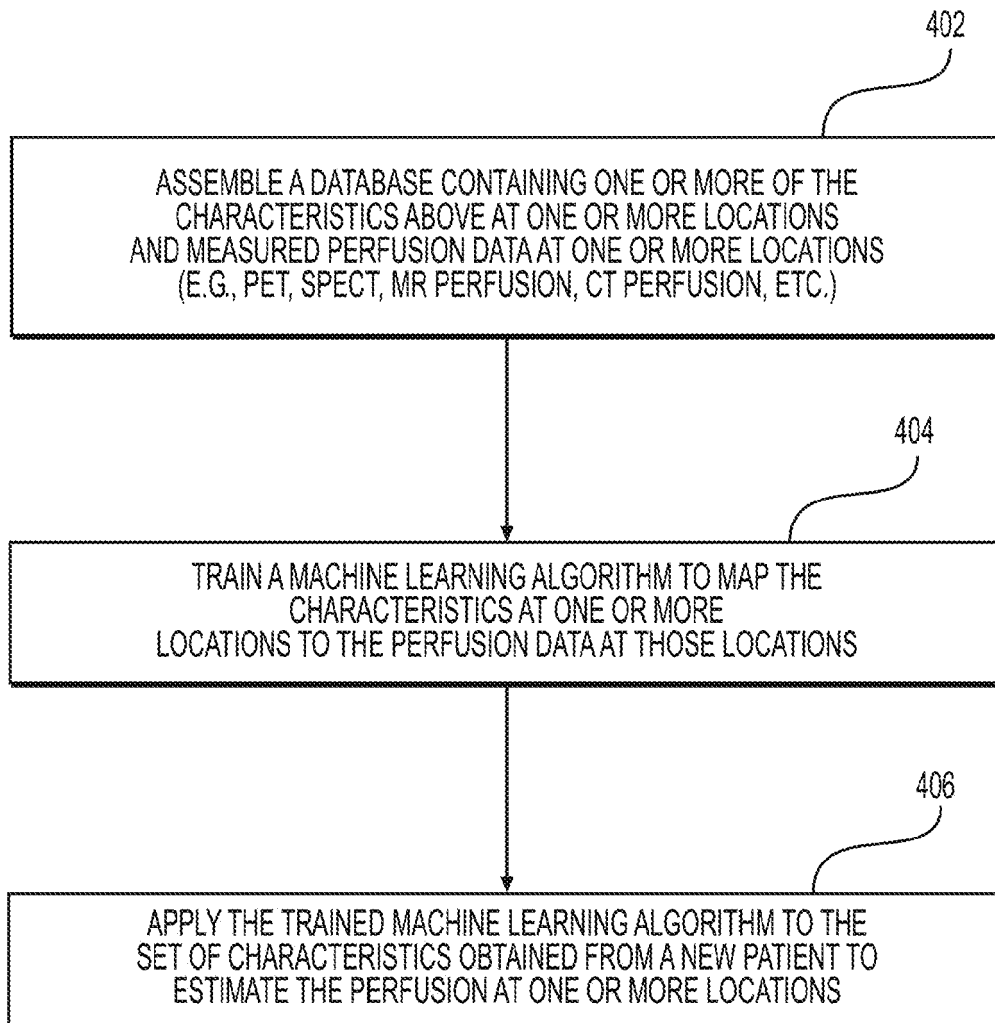 402
ASSEMBLE A DATABASE CONTAINING ONE OR MORE OF THE
CHARACTERISTICS ABOVE AT ONE OR MORE LOCATIONS
AND MEASURED PERFUSION DATA AT ONE OR MORE LOCATIONS
(E.G., PET, SPECT, MR PERFUSION, CT PERFUSION, ETC.)
404
TRAIN A MACHINE LEARNING ALGORITHM TO MAP THE
CHARACTERISTICS AT ONE OR MORE
LOCATIONS TO THE PERFUSION DATA AT THOSE LOCATIONS
406
APPLY THE TRAINED MACHINE LEARNING ALGORITHM TO THE
SET OF CHARACTERISTICS OBTAINED FROM A NEW PATIENT TO
ESTIMATE THE PERFUSION AT ONE OR MORE LOCATIONS